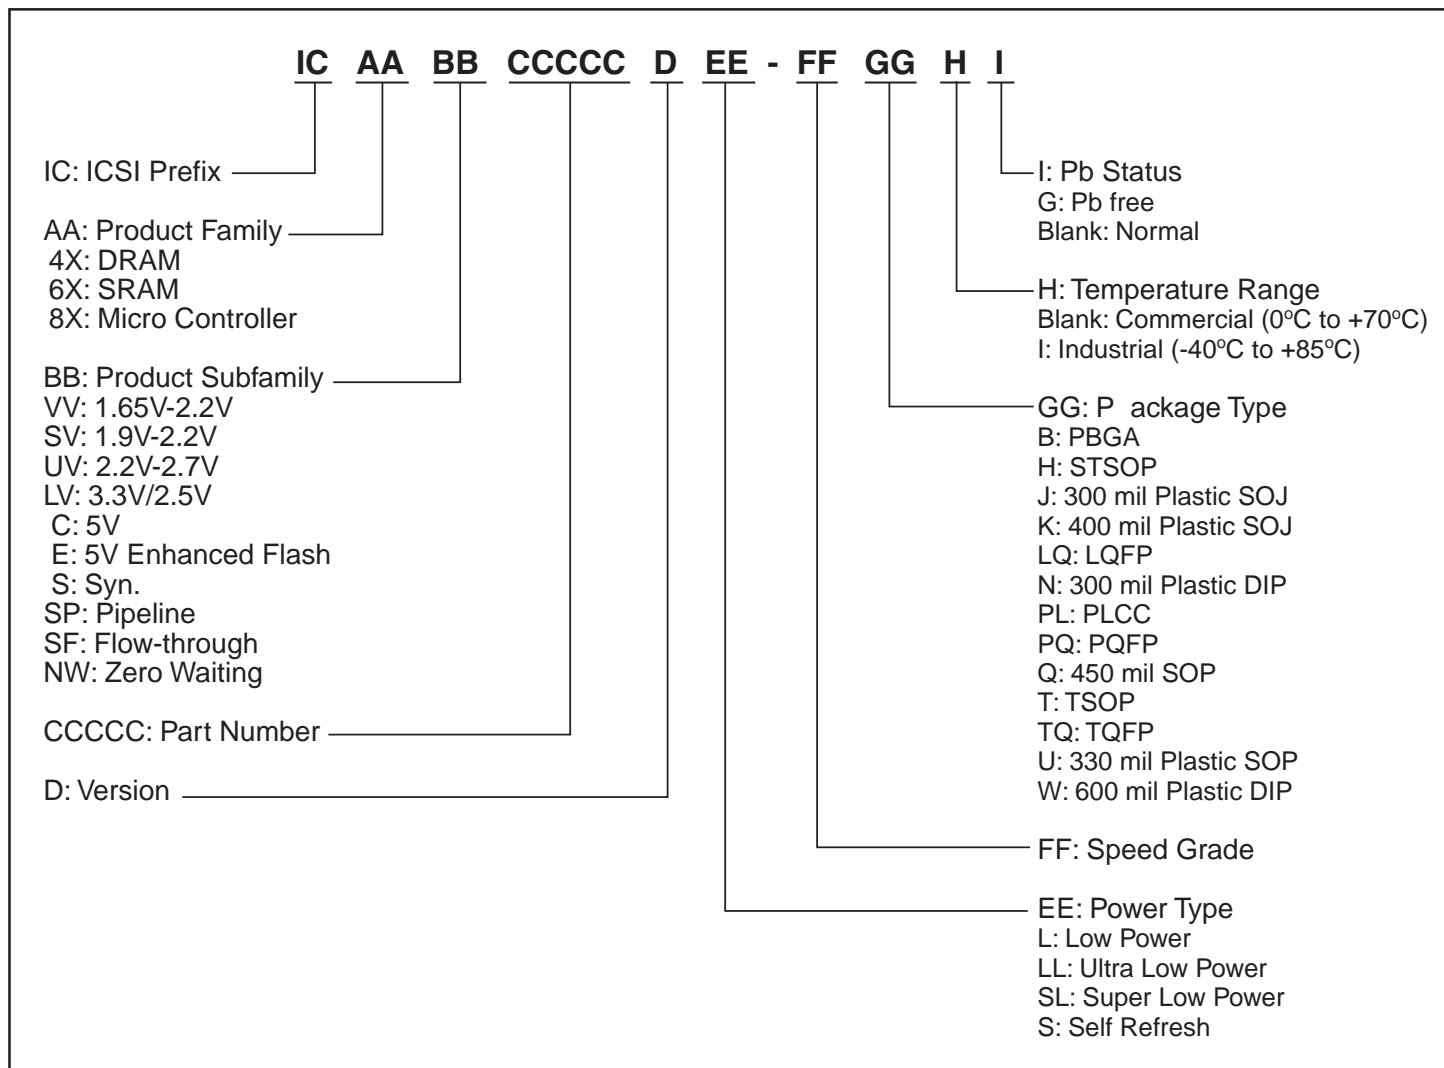 IC AA BB CCCCC D EE - FF GG H I
IC: ICSI Prefix
AA: Product Family
4X: DRAM
6X: SRAM
8X: Micro Controller
BB: Product Subfamily
VV: 1.65V-2.2V
SV: 1.9V-2.2V
UV: 2.2V-2.7V
LV: 3.3V/2.5V
C: 5V
E: 5V Enhanced Flash
S: Syn.
SP: Pipeline
SF: Flow-through
NW: Zero Waiting
CCCCC: Part Number
D: Version
I: Pb Status
G: Pb free
Blank: Normal
H: Temperature Range
Blank: Commercial (0°C to +70°C)
I: Industrial (-40°C to +85°C)
GG: P ackage Type
B: PBGA
H: STSOP
J: 300 mil Plastic SOJ
K: 400 mil Plastic SOJ
LQ: LQFP
N: 300 mil Plastic DIP
PL: PLCC
PQ: PQFP
Q: 450 mil SOP
T: TSOP
TQ: TQFP
U: 330 mil Plastic SOP
W: 600 mil Plastic DIP
FF: Speed Grade
EE: Power Type
L: Low Power
LL: Ultra Low Power
SL: Super Low Power
S: Self Refresh